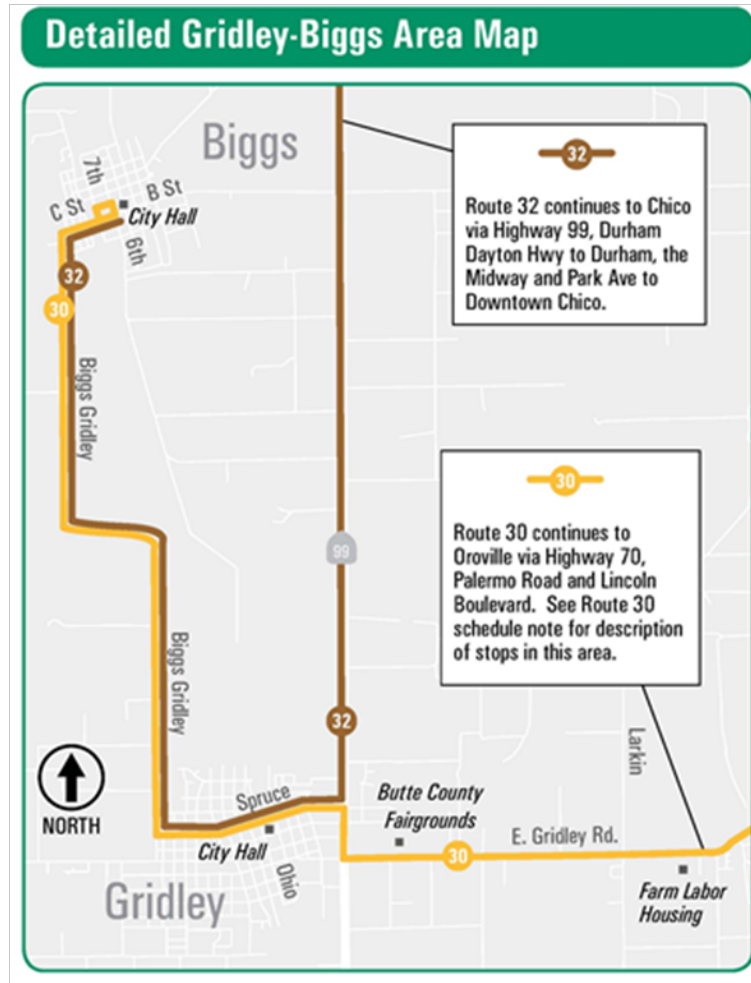 Detailed Gridley-Biggs Area Map
Biggs
7th
B St
C St
City Hall
6th
32
30
Biggs Gridley
32
Route 32 continues to Chico
via Highway 99, Durham
Dayton Hwy to Durham, the
Midway and Park Ave to
Downtown Chico.
30
Route 30 continues to
Oroville via Highway 70,
Palermo Road and Lincoln
Boulevard. See Route 30
schedule note for description
of stops in this area.
99
Biggs Gridley
32
Larkin
NORTH
Spruce
City Hall
Ohio
Butte County
Fairgrounds
30
E. Gridley Rd.
Farm Labor
Housing
Gridley